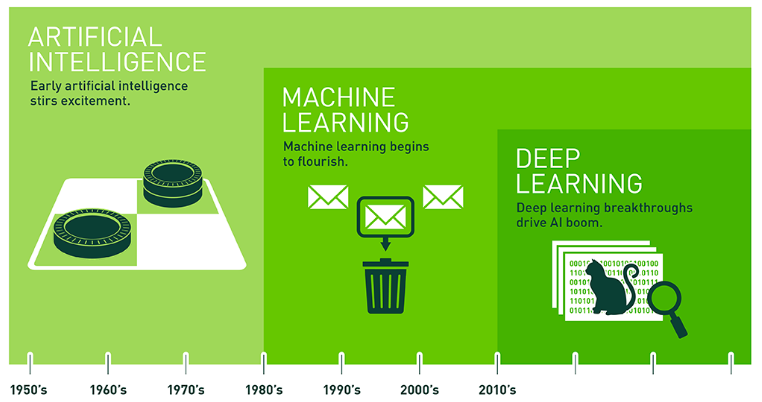 ARTIFICIAL
INTELLIGENCE
Early artificial intelligence
stirs excitement.
MACHINE
LEARNING
Machine learning begins
to flourish.
DEEP
LEARNING
Deep learning breakthroughs
drive AI boom.
1950's 1960's 1970's 1980's 1990's 2000's 2010's